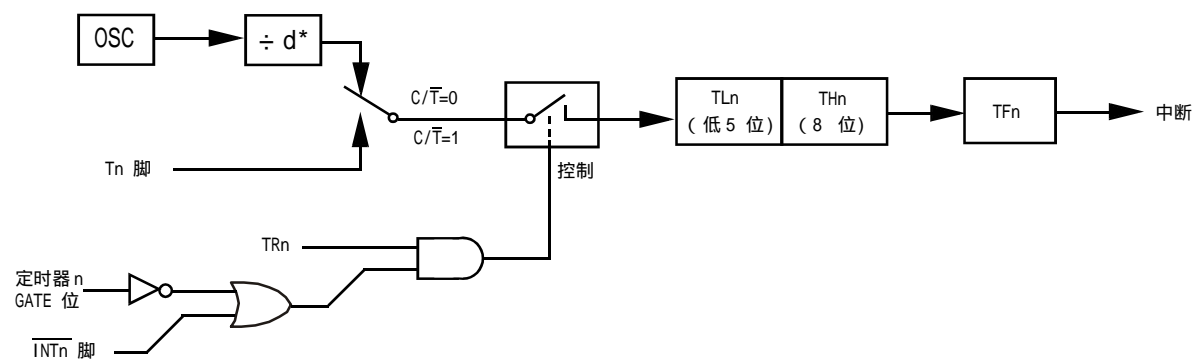 OSC
÷ d*
C/T̅=0
C/T̅=1
Tn 脚
控制
TLn
(低5 位)
THn
(8 位)
TFn
中断
TRn
定时器n
GATE 位
I̅N̅T̅n̅ 脚